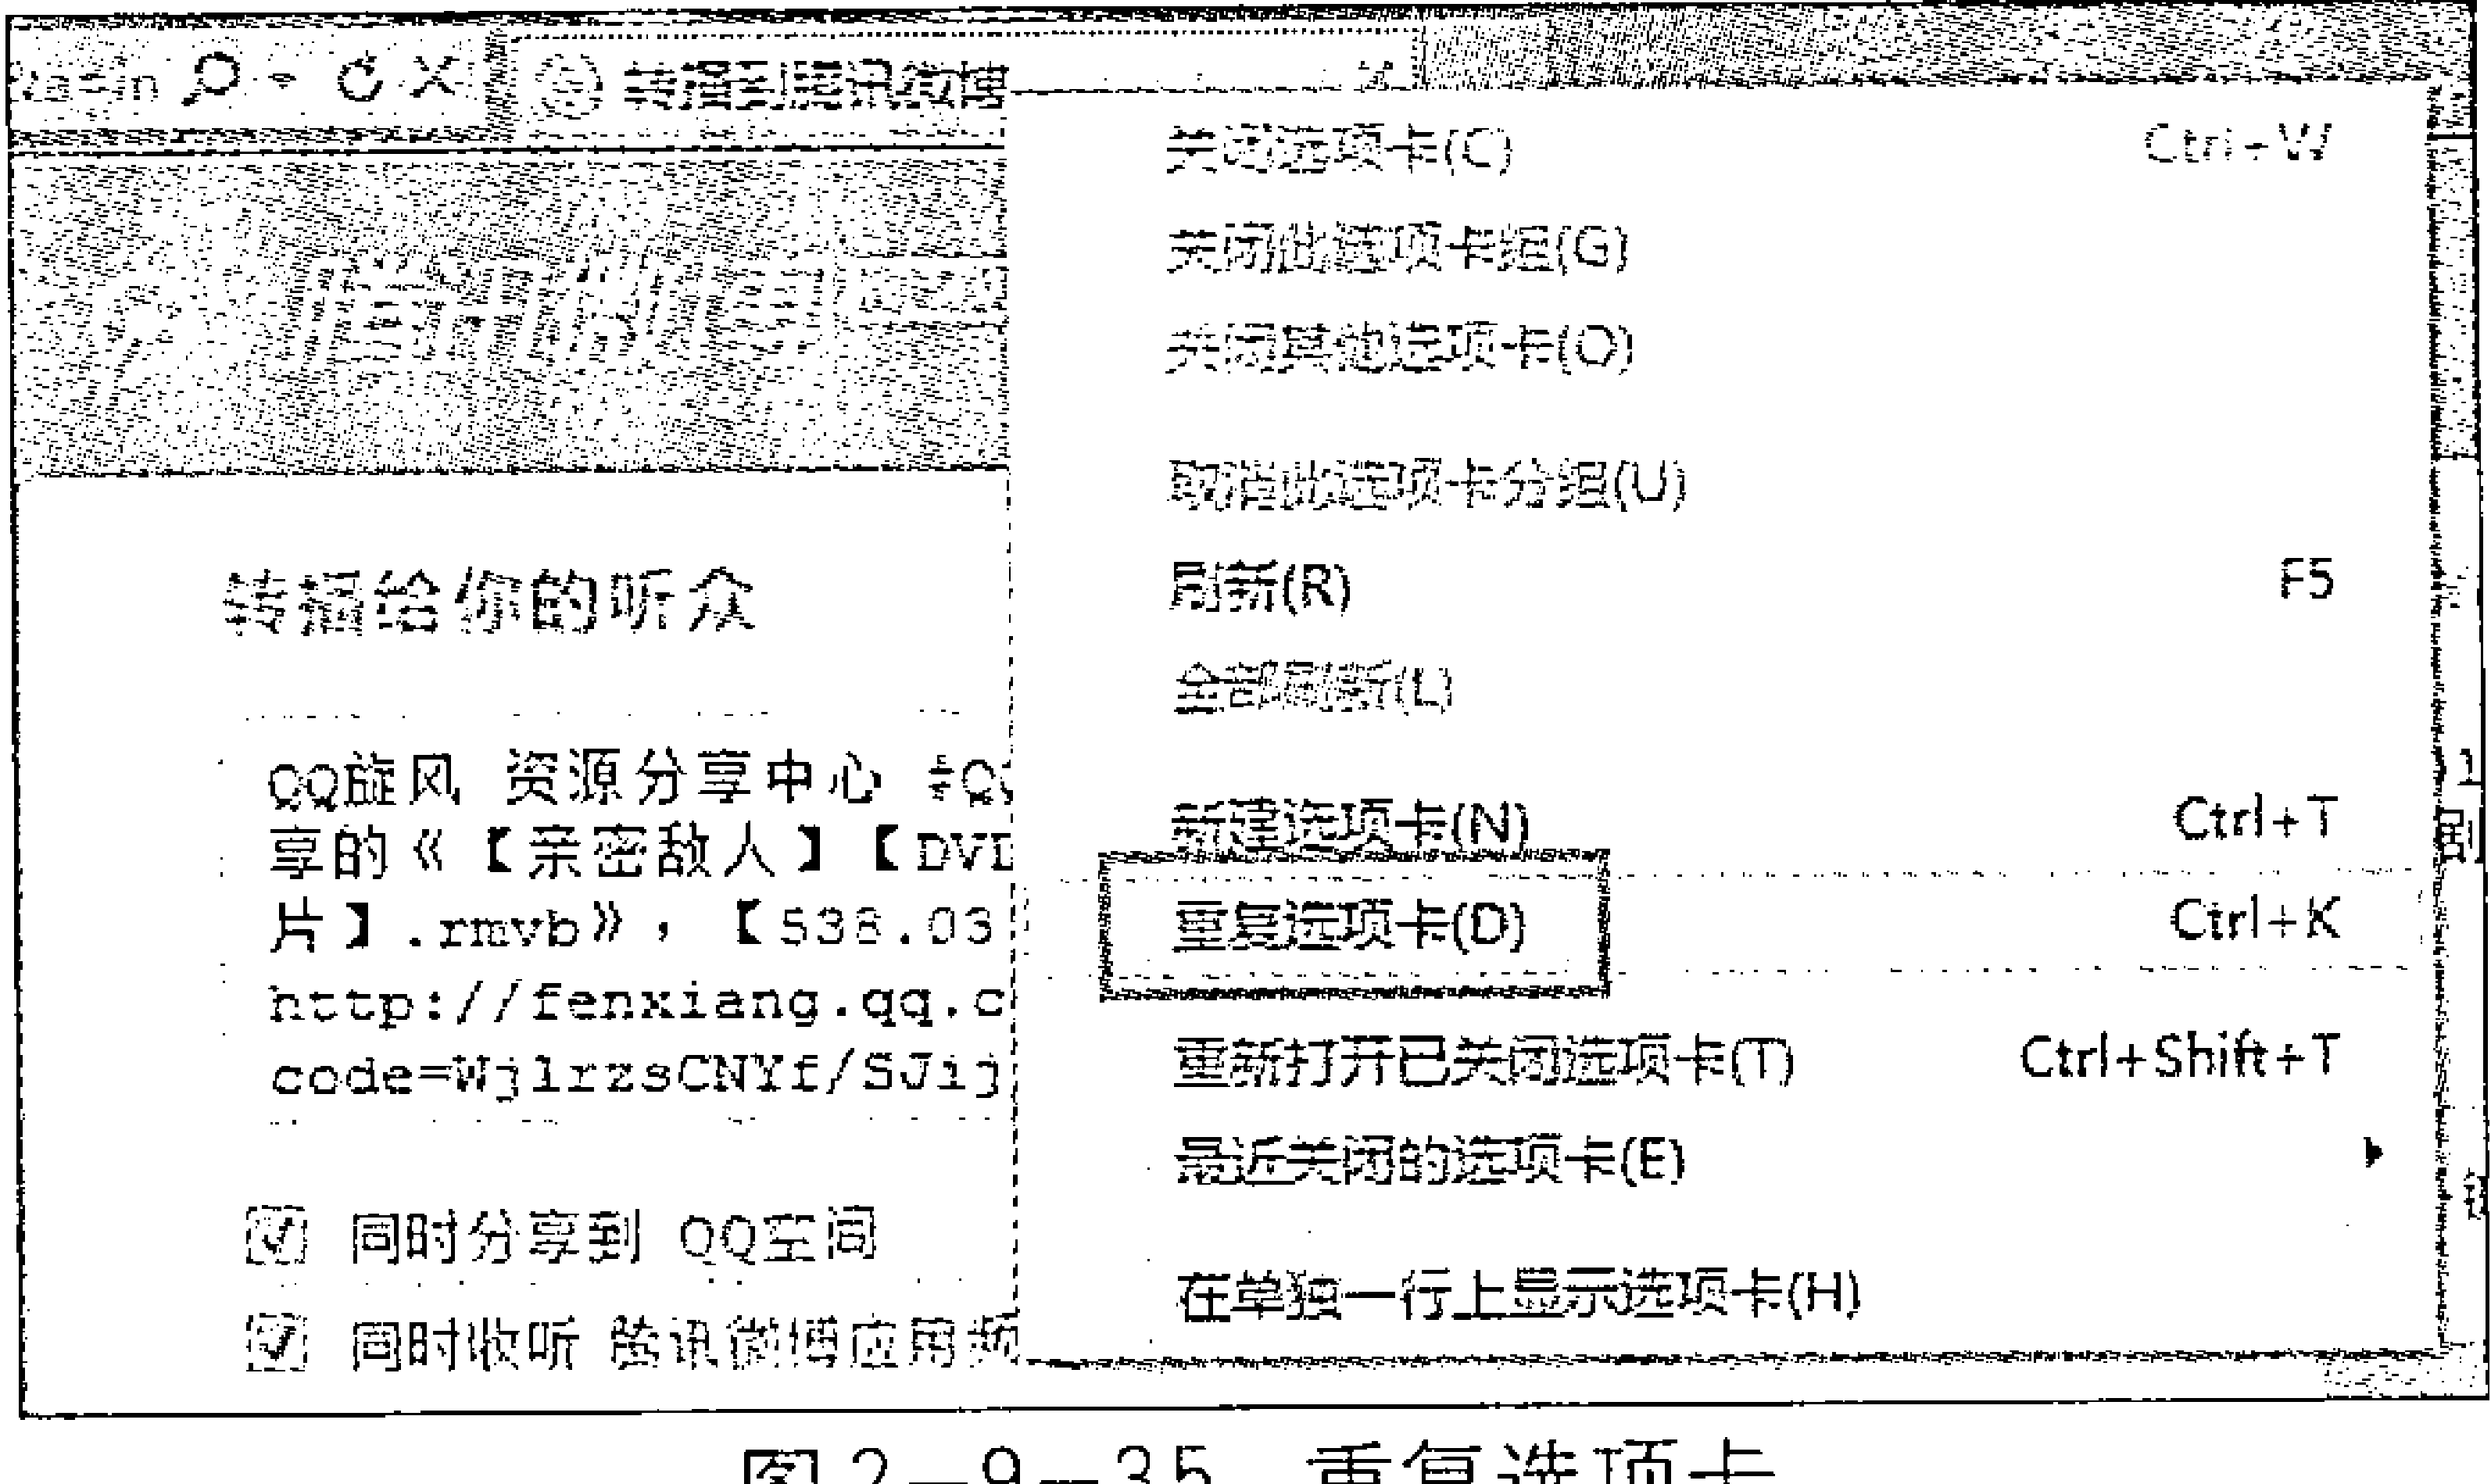 转播到腾讯微博
关闭选项卡(C) Ctrl+W
关闭此选项卡组(G)
关闭其他选项卡(O)
取消此选项卡分组(U)
刷新(R) F5
全部刷新(L)
新建选项卡(N) Ctrl+T
重复选项卡(D) Ctrl+K
重新打开已关闭选项卡(T) Ctrl+Shift+T
最近关闭的选项卡(E)
在单独一行上显示选项卡(H)
转播给你的听众
QQ旋风 资源分享中心 #QQ
享的《【亲密敌人】【DVD
片】.rmvb》，【538.03
http://fenxiang.qq.c
code=WjlrzsCNYf/SJij
同时分享到 QQ空间
同时收听 腾讯微博应用频
1
剧
图2-9-35 重复选项卡